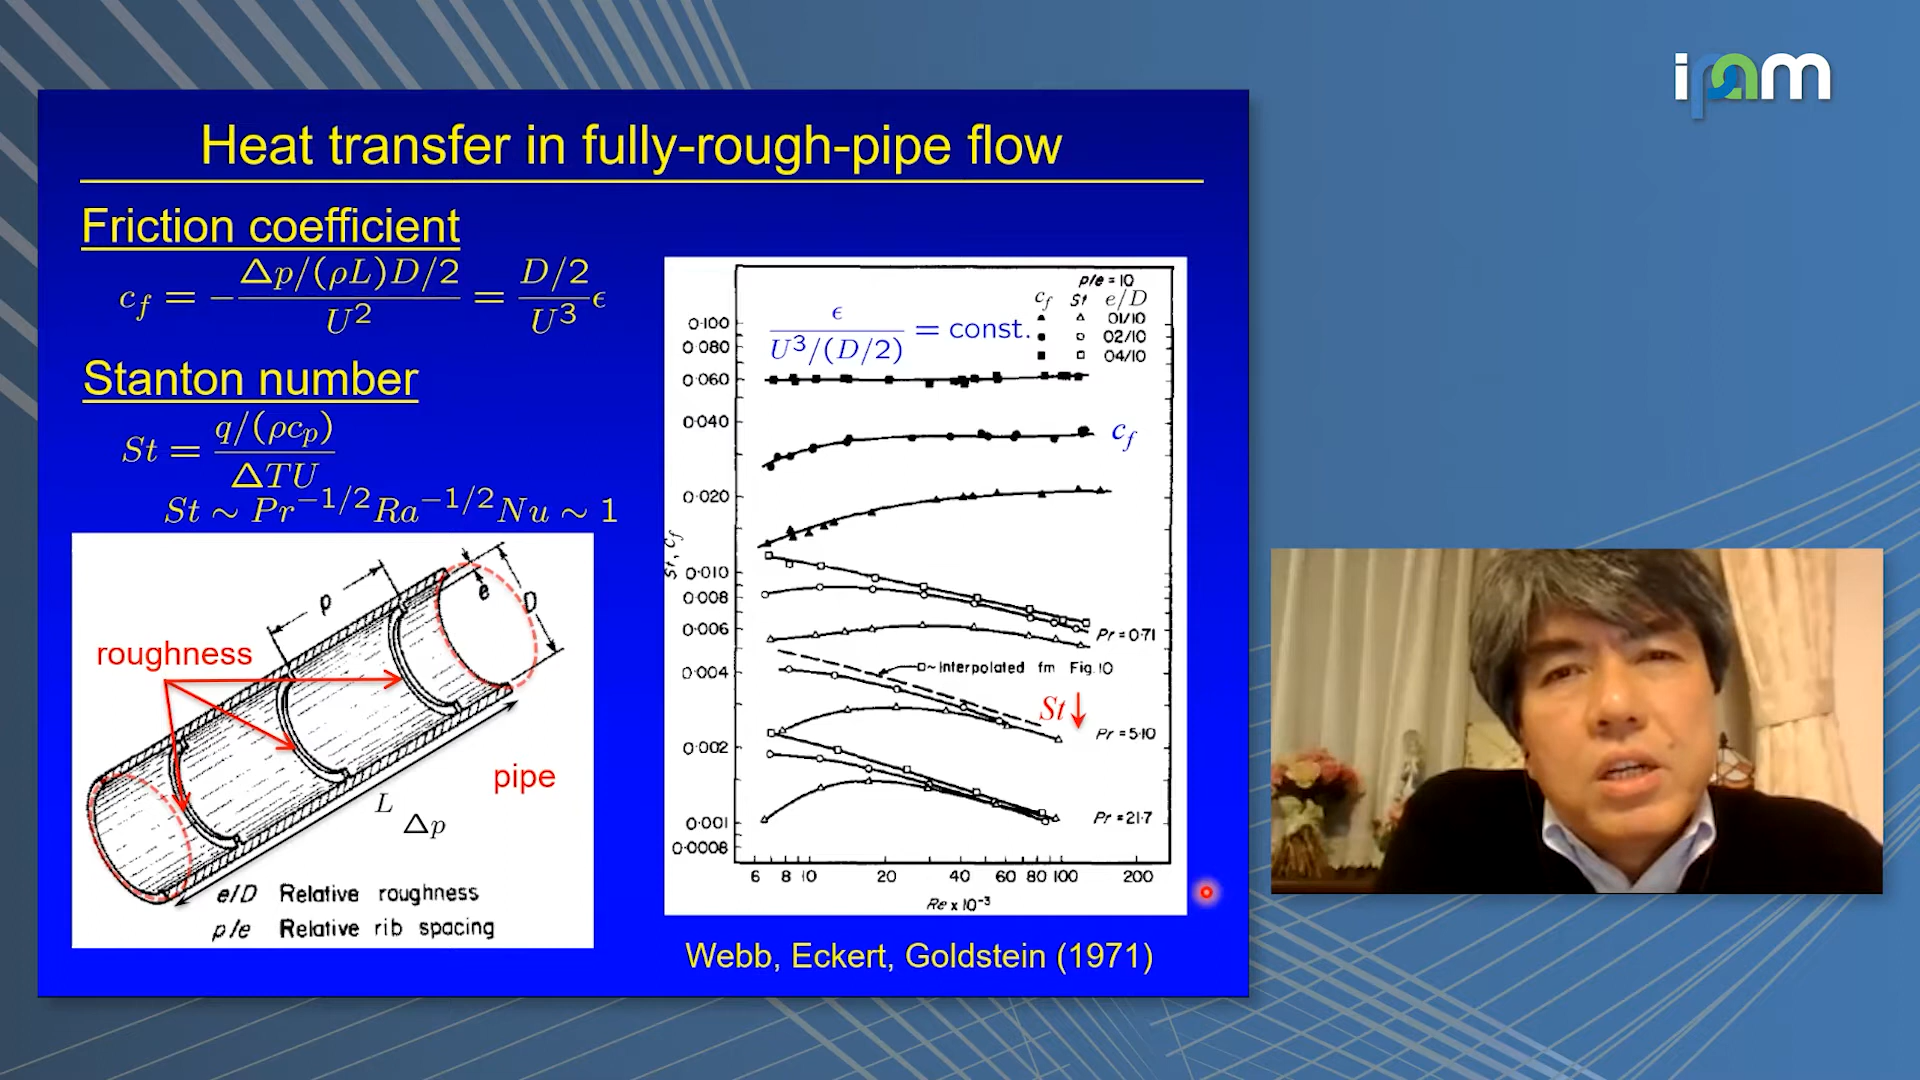 ipam
Heat transfer in fully-rough-pipe flow
Friction coefficient
c_f = −(Δp/(ρL)D/2)/U² = (D/2)/U³ ϵ
Stanton number
St = (q/(ρc_p))/(ΔTU)
St ∼ Pr^{−1/2}Ra^{−1/2}Nu ∼ 1
p
e
D
roughness
pipe
L
Δp
e/D Relative roughness
p/e Relative rib spacing
p/e = 10
c_f St e/D
01/10
02/10
04/10
ϵ/(U³/(D/2)) = const.
0·100
0·080
0·060
0·040
c_f
0·020
St, c_f
0·010
0·008
0·006
Pr = 0·71
0·004
~Interpolated fm Fig. 10
St↓
0·002
Pr = 5·10
0·001
Pr = 21·7
0·0008
6 8 10 20 40 60 80 100 200
Re x 10⁻³
Webb, Eckert, Goldstein (1971)